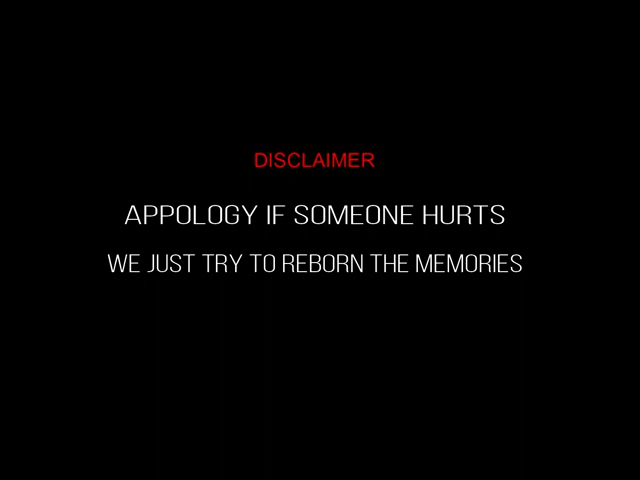 DISCLAIMER
APPOLOGY IF SOMEONE HURTS
WE JUST TRY TO REBORN THE MEMORIES